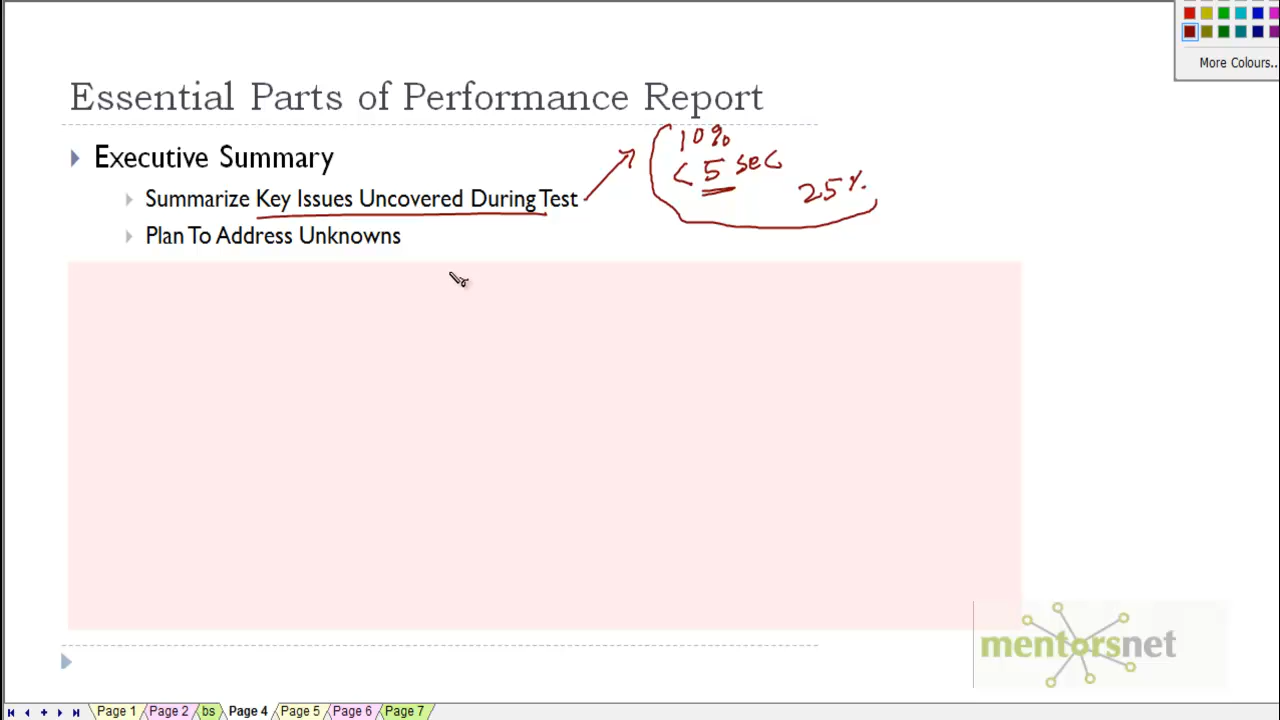 More Colours..
Essential Parts of Performance Report
10%
Executive Summary
< 5 sec
25%
Summarize Key Issues Uncovered During Test
Plan To Address Unknowns
mentorsnet
Page 1 Page 2 bs Page 4 Page 5 Page 6 Page 7